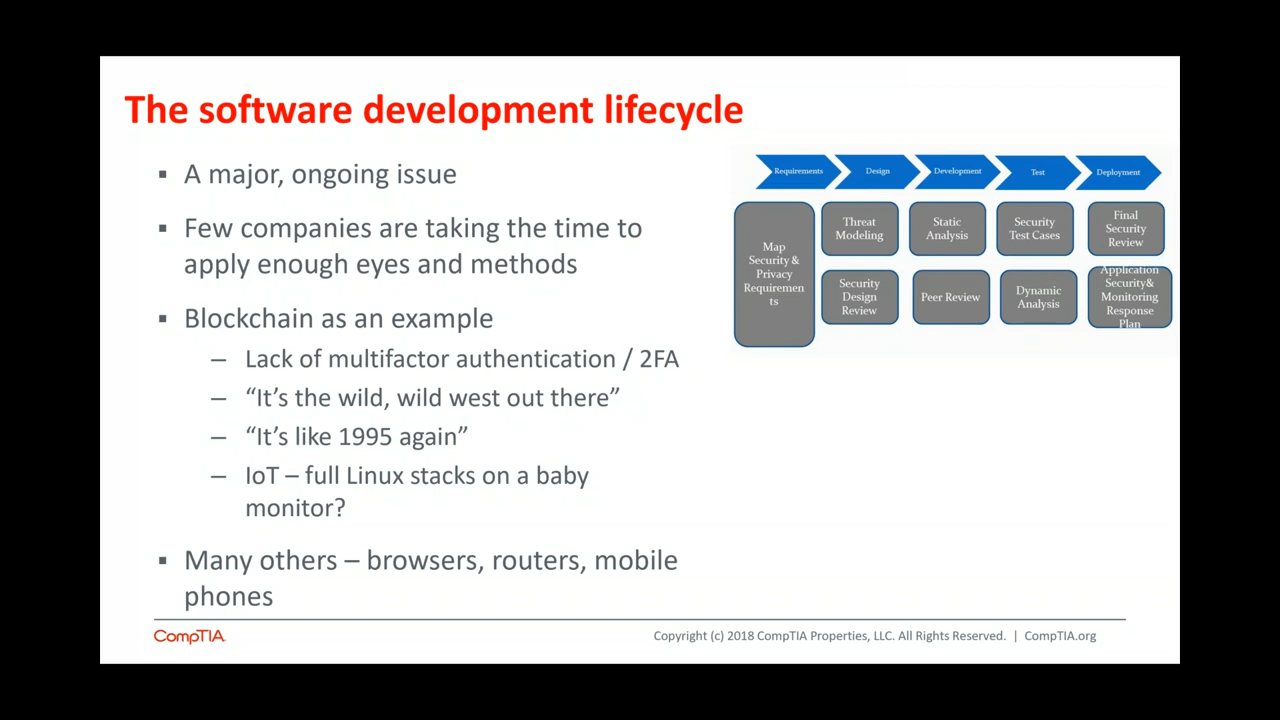 The software development lifecycle
▪ A major, ongoing issue
▪ Few companies are taking the time to
apply enough eyes and methods
▪ Blockchain as an example
– Lack of multifactor authentication / 2FA
– “It’s the wild, wild west out there”
– “It’s like 1995 again”
– IoT – full Linux stacks on a baby
monitor?
▪ Many others – browsers, routers, mobile
phones
Requirements
Design
Development
Test
Deployment
Map
Security &
Privacy
Requiremen
ts
Threat
Modeling
Security
Design
Review
Static
Analysis
Peer Review
Security
Test Cases
Dynamic
Analysis
Final
Security
Review
Application
Security&
Monitoring
Response
Plan
CompTIA.
Copyright (c) 2018 CompTIA Properties, LLC. All Rights Reserved. | CompTIA.org